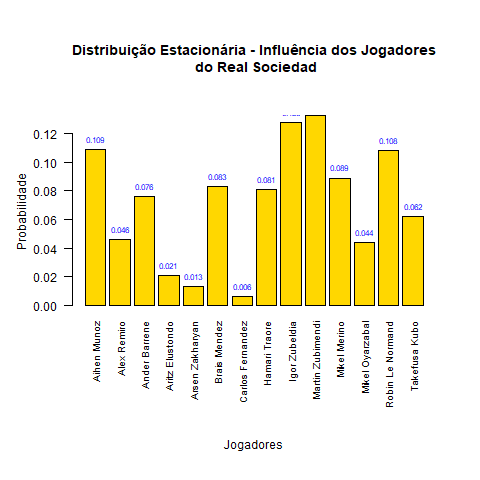 Distribuição Estacionária - Influência dos Jogadores
do Real Sociedad
Probabilidade
0.12
0.10
0.08
0.06
0.04
0.02
0.00
0.109
0.046
0.076
0.021
0.013
0.083
0.006
0.081
0.089
0.044
0.108
0.062
Aihen Munoz
Alex Remiro
Ander Barrene
Aritz Elustondo
Arsen Zakharyan
Brais Mendez
Carlos Fernandez
Hamari Traore
Igor Zubeldia
Martin Zubimendi
Mikel Merino
Mikel Oyarzabal
Robin Le Normand
Takefusa Kubo
Jogadores